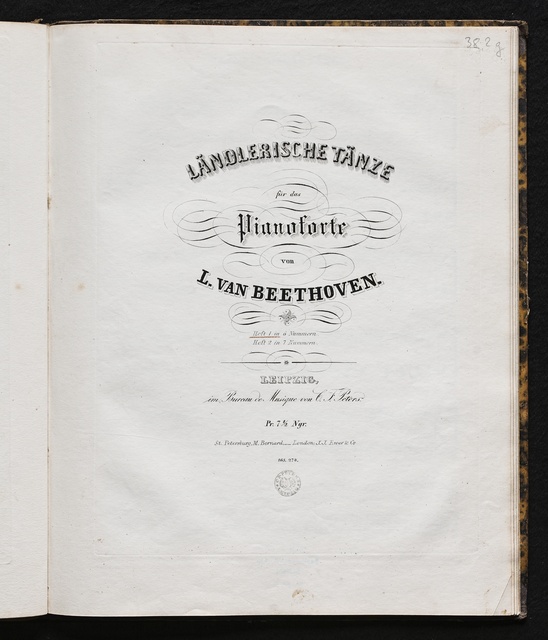 LÄNDLERISCHE TÄNZE
für das
Pianoforte
von
L. VAN BEETHOVEN.
Heft 1 in 6 Nummern.
Heft 2 in 7 Nummern.
LEIPZIG,
im Bureau de Musique von C. F. Peters.
Pr. 7½ Ngr.
St. Petersburg, M. Bernard. London, J. J. Ewer & Co.